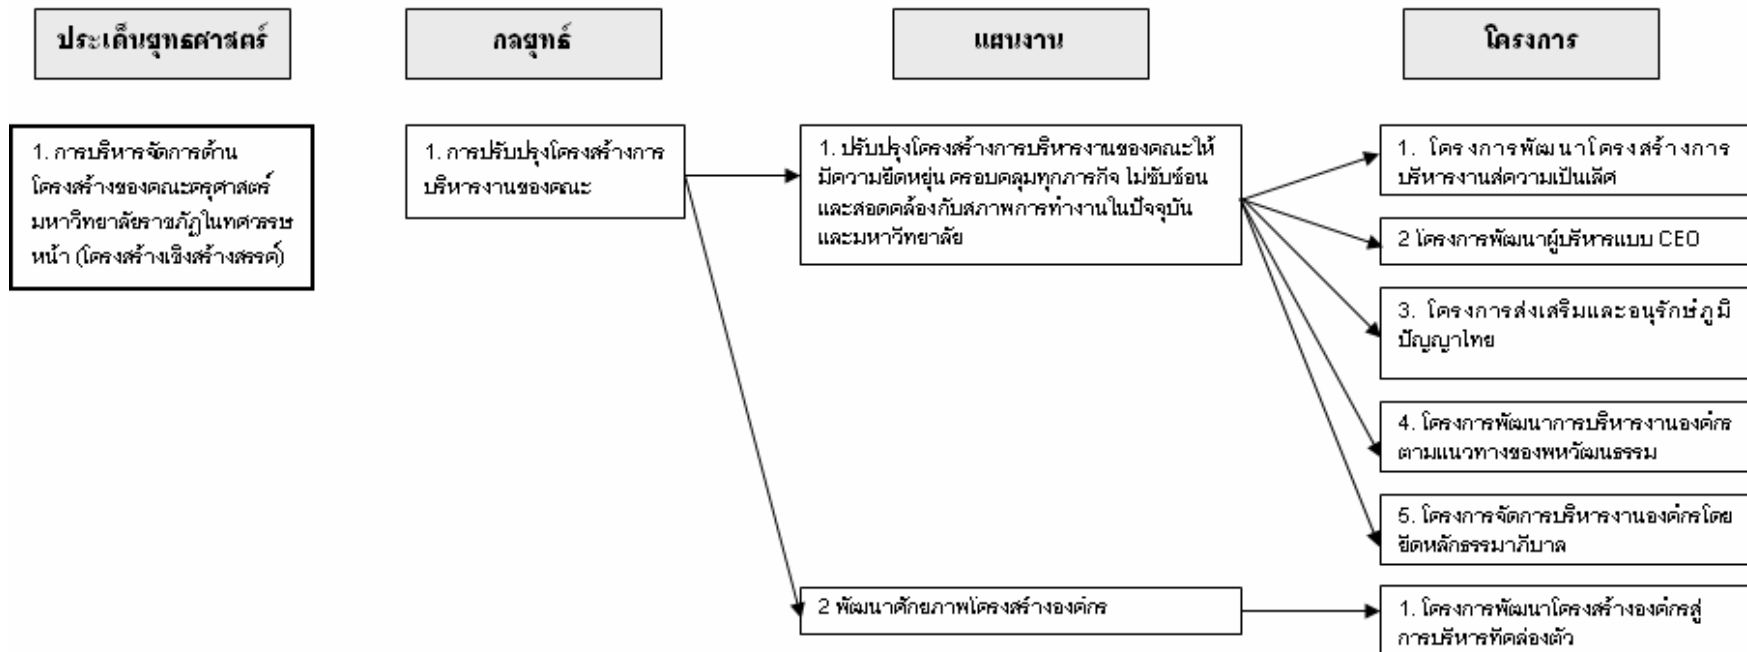 ประเด็นยุทธศาสตร์
กลยุทธ์
แผนงาน
โครงการ
1. การบริหารจัดการด้าน
โครงสร้างของคณะครุศาสตร์
มหาวิทยาลัยราชภัฏในทศวรรษ
หน้า (โครงสร้างเชิงสร้างสรรค์)
1. การปรับปรุงโครงสร้างการ
บริหารงานของคณะ
1. ปรับปรุงโครงสร้างการบริหารงานของคณะให้
มีความยืดหยุ่น ครอบคลุมทุกภารกิจ ไม่ซับซ้อน
และสอดคล้องกับสภาพการทำงานในปัจจุบัน
และมหาวิทยาลัย
2 พัฒนาศักยภาพโครงสร้างองค์กร
1. โครงการพัฒนาโครงสร้างการ
บริหารงานสู่ความเป็นเลิศ
2 โครงการพัฒนาผู้บริหารแบบ CEO
3. โครงการส่งเสริมและอนุรักษ์ภูมิ
ปัญญาไทย
4. โครงการพัฒนาการบริหารงานองค์กร
ตามแนวทางของพหุวัฒนธรรม
5. โครงการจัดการบริหารงานองค์กรโดย
ยึดหลักธรรมาภิบาล
1. โครงการพัฒนาโครงสร้างองค์กรสู่
การบริหารที่คล่องตัว